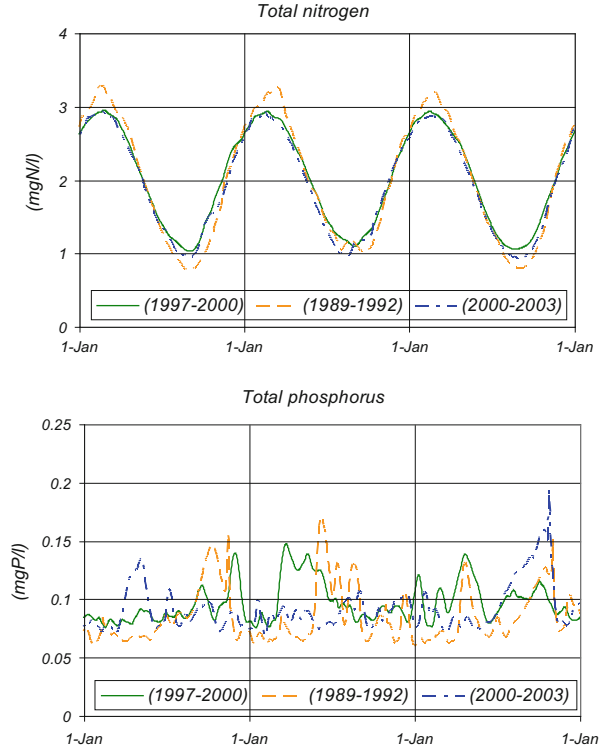 Total nitrogen
4
3
2
1
0
(mgN/l)
(1997-2000) (1989-1992) (2000-2003)
1-Jan 1-Jan 1-Jan 1-Jan
Total phosphorus
0.25
0.2
0.15
0.1
0.05
0
(mgP/l)
(1997-2000) (1989-1992) (2000-2003)
1-Jan 1-Jan 1-Jan 1-Jan